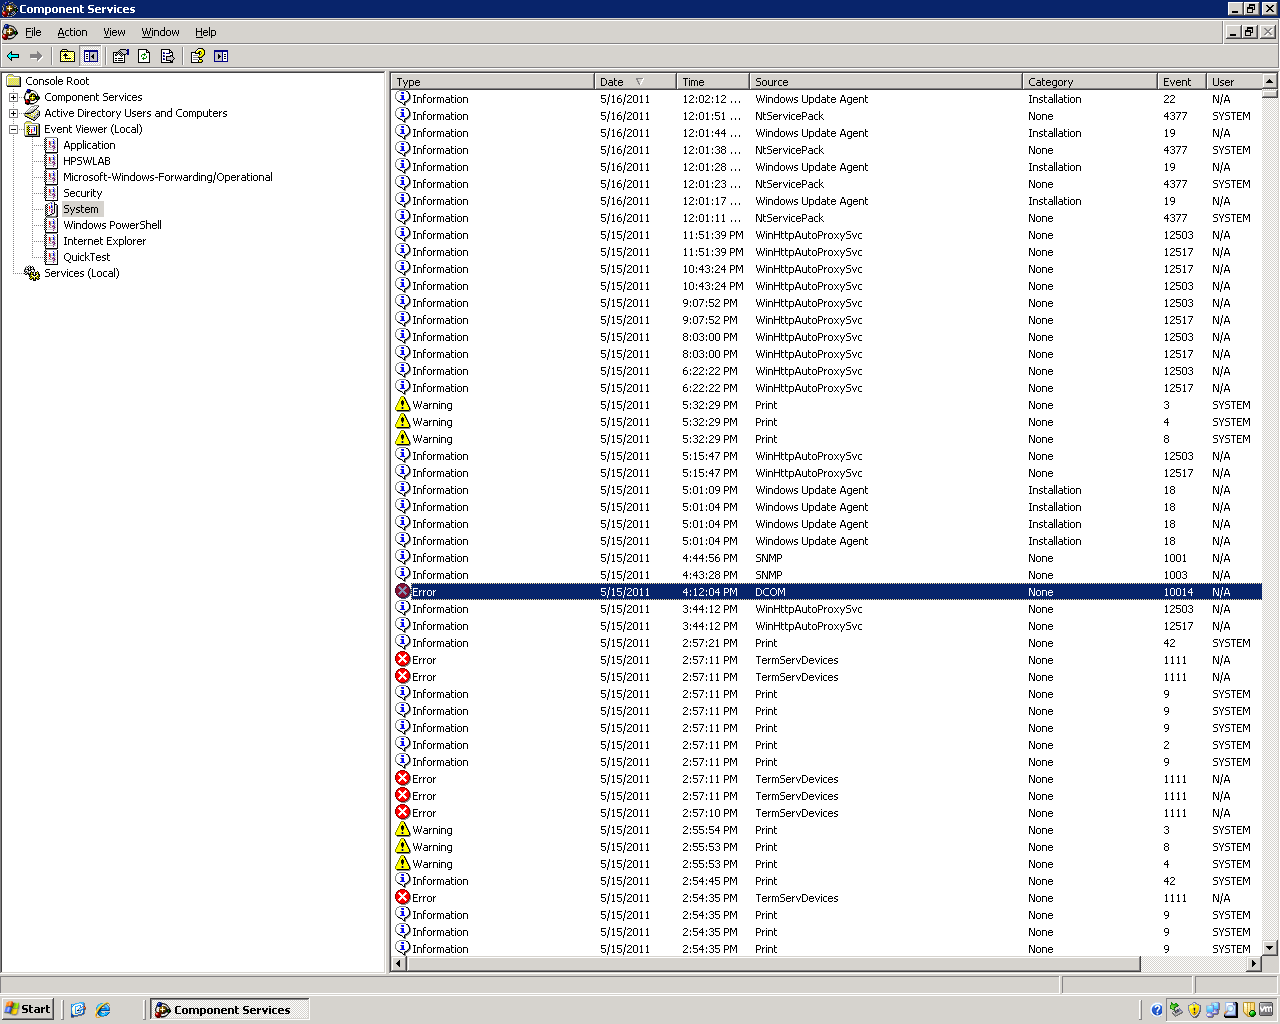 Component Services
File Action View Window Help
Console Root
Component Services
Active Directory Users and Computers
Event Viewer (Local)
Application
HPSWLAB
Microsoft-Windows-Forwarding/Operational
Security
System
Windows PowerShell
Internet Explorer
QuickTest
Services (Local)
Type Date Time Source Category Event User
Information 5/16/2011 12:02:12 ... Windows Update Agent Installation 22 N/A
Information 5/16/2011 12:01:51 ... NtServicePack None 4377 SYSTEM
Information 5/16/2011 12:01:44 ... Windows Update Agent Installation 19 N/A
Information 5/16/2011 12:01:38 ... NtServicePack None 4377 SYSTEM
Information 5/16/2011 12:01:28 ... Windows Update Agent Installation 19 N/A
Information 5/16/2011 12:01:23 ... NtServicePack None 4377 SYSTEM
Information 5/16/2011 12:01:17 ... Windows Update Agent Installation 19 N/A
Information 5/16/2011 12:01:11 ... NtServicePack None 4377 SYSTEM
Information 5/15/2011 11:51:39 PM WinHttpAutoProxySvc None 12503 N/A
Information 5/15/2011 11:51:39 PM WinHttpAutoProxySvc None 12517 N/A
Information 5/15/2011 10:43:24 PM WinHttpAutoProxySvc None 12517 N/A
Information 5/15/2011 10:43:24 PM WinHttpAutoProxySvc None 12503 N/A
Information 5/15/2011 9:07:52 PM WinHttpAutoProxySvc None 12503 N/A
Information 5/15/2011 9:07:52 PM WinHttpAutoProxySvc None 12517 N/A
Information 5/15/2011 8:03:00 PM WinHttpAutoProxySvc None 12503 N/A
Information 5/15/2011 8:03:00 PM WinHttpAutoProxySvc None 12517 N/A
Information 5/15/2011 6:22:22 PM WinHttpAutoProxySvc None 12503 N/A
Information 5/15/2011 6:22:22 PM WinHttpAutoProxySvc None 12517 N/A
Warning 5/15/2011 5:32:29 PM Print None 3 SYSTEM
Warning 5/15/2011 5:32:29 PM Print None 4 SYSTEM
Warning 5/15/2011 5:32:29 PM Print None 8 SYSTEM
Information 5/15/2011 5:15:47 PM WinHttpAutoProxySvc None 12503 N/A
Information 5/15/2011 5:15:47 PM WinHttpAutoProxySvc None 12517 N/A
Information 5/15/2011 5:01:09 PM Windows Update Agent Installation 18 N/A
Information 5/15/2011 5:01:04 PM Windows Update Agent Installation 18 N/A
Information 5/15/2011 5:01:04 PM Windows Update Agent Installation 18 N/A
Information 5/15/2011 5:01:04 PM Windows Update Agent Installation 18 N/A
Information 5/15/2011 4:44:56 PM SNMP None 1001 N/A
Information 5/15/2011 4:43:28 PM SNMP None 1003 N/A
Error 5/15/2011 4:12:04 PM DCOM None 10014 N/A
Information 5/15/2011 3:44:12 PM WinHttpAutoProxySvc None 12503 N/A
Information 5/15/2011 3:44:12 PM WinHttpAutoProxySvc None 12517 N/A
Information 5/15/2011 2:57:21 PM Print None 42 SYSTEM
Error 5/15/2011 2:57:11 PM TermServDevices None 1111 N/A
Error 5/15/2011 2:57:11 PM TermServDevices None 1111 N/A
Information 5/15/2011 2:57:11 PM Print None 9 SYSTEM
Information 5/15/2011 2:57:11 PM Print None 9 SYSTEM
Information 5/15/2011 2:57:11 PM Print None 9 SYSTEM
Information 5/15/2011 2:57:11 PM Print None 2 SYSTEM
Information 5/15/2011 2:57:11 PM Print None 9 SYSTEM
Error 5/15/2011 2:57:11 PM TermServDevices None 1111 N/A
Error 5/15/2011 2:57:11 PM TermServDevices None 1111 N/A
Error 5/15/2011 2:57:10 PM TermServDevices None 1111 N/A
Warning 5/15/2011 2:55:54 PM Print None 3 SYSTEM
Warning 5/15/2011 2:55:53 PM Print None 8 SYSTEM
Warning 5/15/2011 2:55:53 PM Print None 4 SYSTEM
Information 5/15/2011 2:54:45 PM Print None 42 SYSTEM
Error 5/15/2011 2:54:35 PM TermServDevices None 1111 N/A
Information 5/15/2011 2:54:35 PM Print None 9 SYSTEM
Information 5/15/2011 2:54:35 PM Print None 9 SYSTEM
Information 5/15/2011 2:54:35 PM Print None 9 SYSTEM
Start Component Services vm